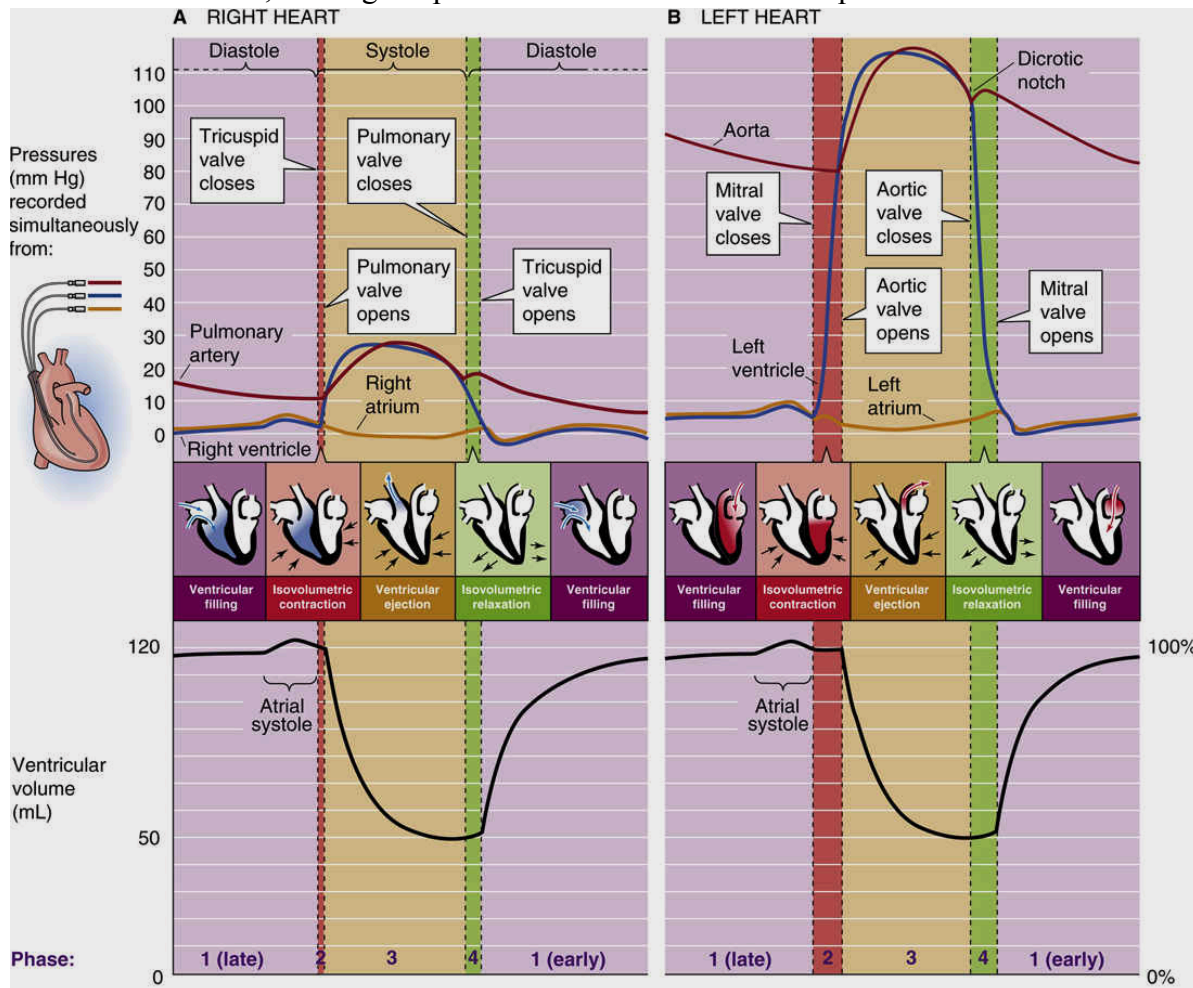 A RIGHT HEART
B LEFT HEART
Diastole
Systole
Diastole
110
100
90
80
70
60
50
40
30
20
10
0
Pressures
(mm Hg)
recorded
simultaneously
from:
Tricuspid
valve
closes
Pulmonary
valve
closes
Pulmonary
valve
opens
Tricuspid
valve
opens
Pulmonary
artery
Right
atrium
Right ventricle
Dicrotic
notch
Aorta
Mitral
valve
closes
Aortic
valve
closes
Aortic
valve
opens
Mitral
valve
opens
Left
ventricle
Left
atrium
Ventricular
filling
Isovolumetric
contraction
Ventricular
ejection
Isovolumetric
relaxation
Ventricular
filling
Ventricular
filling
Isovolumetric
contraction
Ventricular
ejection
Isovolumetric
relaxation
Ventricular
filling
120
100%
Atrial
systole
Atrial
systole
Ventricular
volume
(mL)
50
Phase:
1 (late)
2
3
4
1 (early)
1 (late)
2
3
4
1 (early)
0
0%